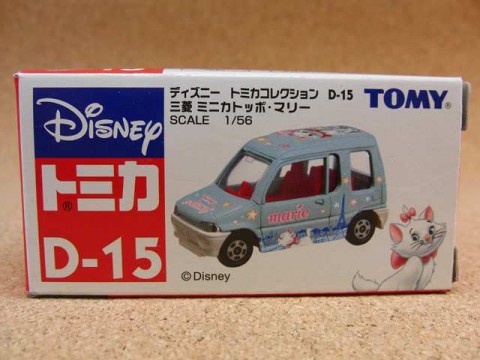 Disney
トミカ®
D-15
ディズニー トミカコレクション D-15
三菱 ミニカトッポ・マリー
SCALE 1/56
TOMY
marie
©Disney